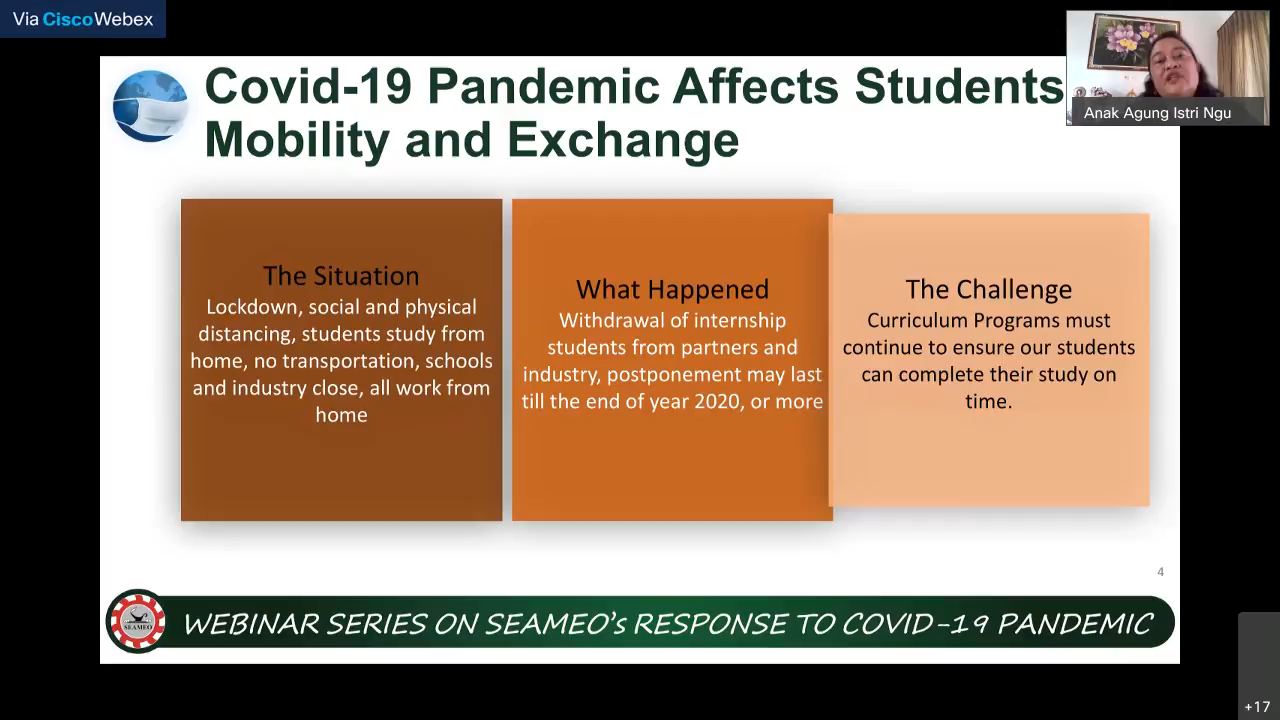 Via CiscoWebex
Anak Agung Istri Ngu
Covid-19 Pandemic Affects Students
Mobility and Exchange
The Situation
Lockdown, social and physical
distancing, students study from
home, no transportation, schools
and industry close, all work from
home
What Happened
Withdrawal of internship
students from partners and
industry, postponement may last
till the end of year 2020, or more
The Challenge
Curriculum Programs must
continue to ensure our students
can complete their study on
time.
4
SEAMEO
WEBINAR SERIES ON SEAMEO's RESPONSE TO COVID-19 PANDEMIC
+17